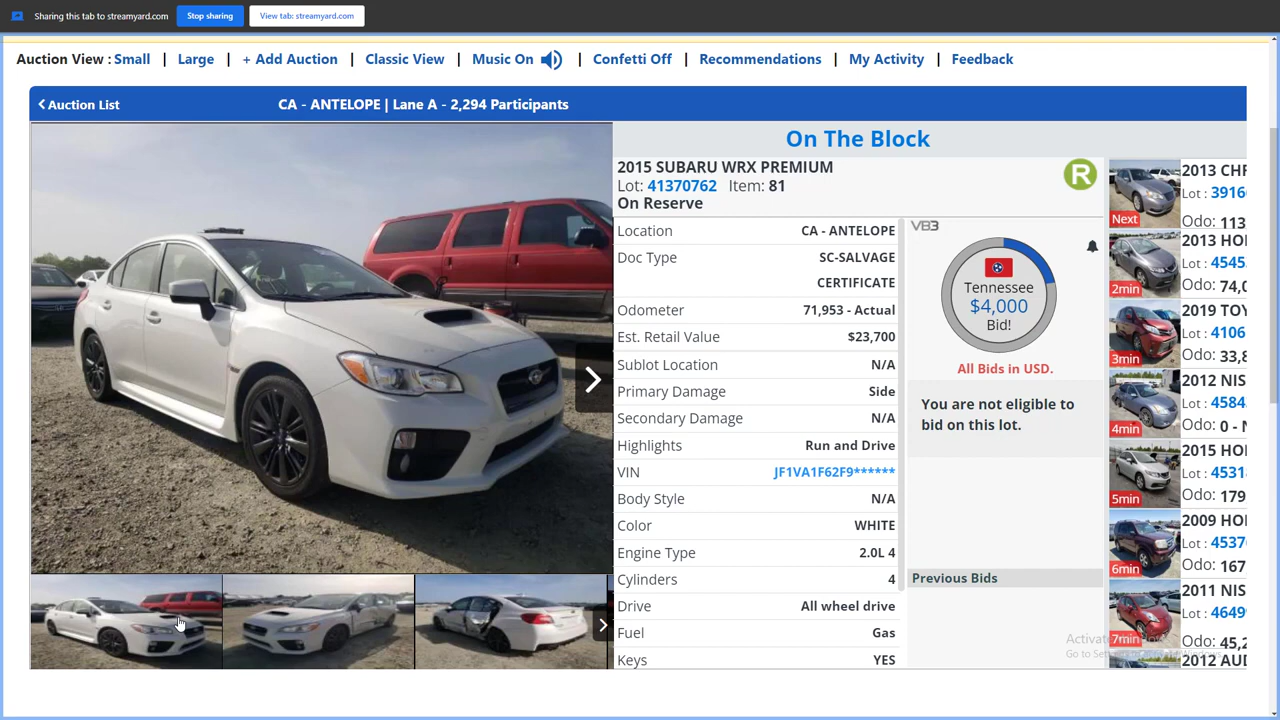 Sharing this tab to streamyard.com
Stop sharing
View tab: streamyard.com
Auction View : Small | Large | + Add Auction | Classic View | Music On | Confetti Off | Recommendations | My Activity | Feedback
Auction List
CA - ANTELOPE | Lane A - 2,294 Participants
On The Block
2015 SUBARU WRX PREMIUM
Lot: 41370762 Item: 81
On Reserve
R
Location CA - ANTELOPE
Doc Type SC-SALVAGE
CERTIFICATE
Odometer 71,953 - Actual
Est. Retail Value $23,700
Sublot Location N/A
Primary Damage Side
Secondary Damage N/A
Highlights Run and Drive
VIN JF1VA1F62F9******
Body Style N/A
Color WHITE
Engine Type 2.0L 4
Cylinders 4
Drive All wheel drive
Fuel Gas
Keys YES
VB3
Tennessee
$4,000
Bid!
All Bids in USD.
You are not eligible to
bid on this lot.
Previous Bids
2013 CHR
Lot : 3916
Next
Odo: 113
2013 HO
Lot : 4545
2min
Odo: 74,0
2019 TOY
Lot : 4106
3min
Odo: 33,8
2012 NIS
Lot : 4584
4min
Odo: 0 - N
2015 HO
Lot : 4531
5min
Odo: 179
2009 HO
Lot : 4537
6min
Odo: 167
2011 NIS
Lot : 4649
7min
Odo: 45,2
2012 AUD